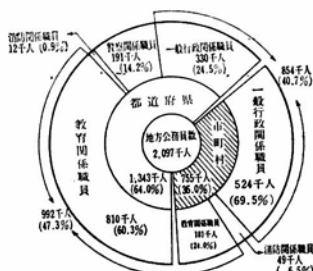 消防関係職員
12千人(0.9%)
警察関係職員
191千人
(14.2%)
一般行政関係職員
330千人
(24.5%)
854千人
(40.7%)
都道府県
市町村
地方公務員数
2,097千人
1,343千人
(64.0%)
755千人
(36.0%)
教育関係職員
992千人
(47.3%)
810千人
(60.3%)
一般行政関係職員
524千人
(69.5%)
教育関係職員
182千人
(24.0%)
消防関係職員
49千人
(6.5%)